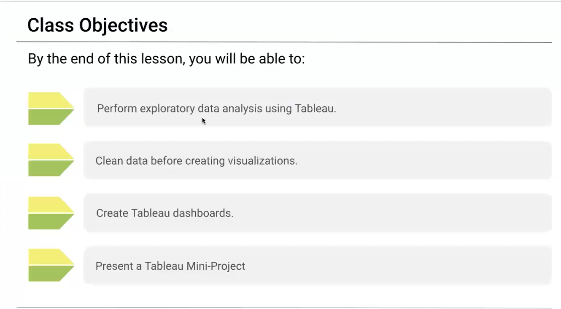 Class Objectives
By the end of this lesson, you will be able to:
Perform exploratory data analysis using Tableau.
Clean data before creating visualizations.
Create Tableau dashboards.
Present a Tableau Mini-Project